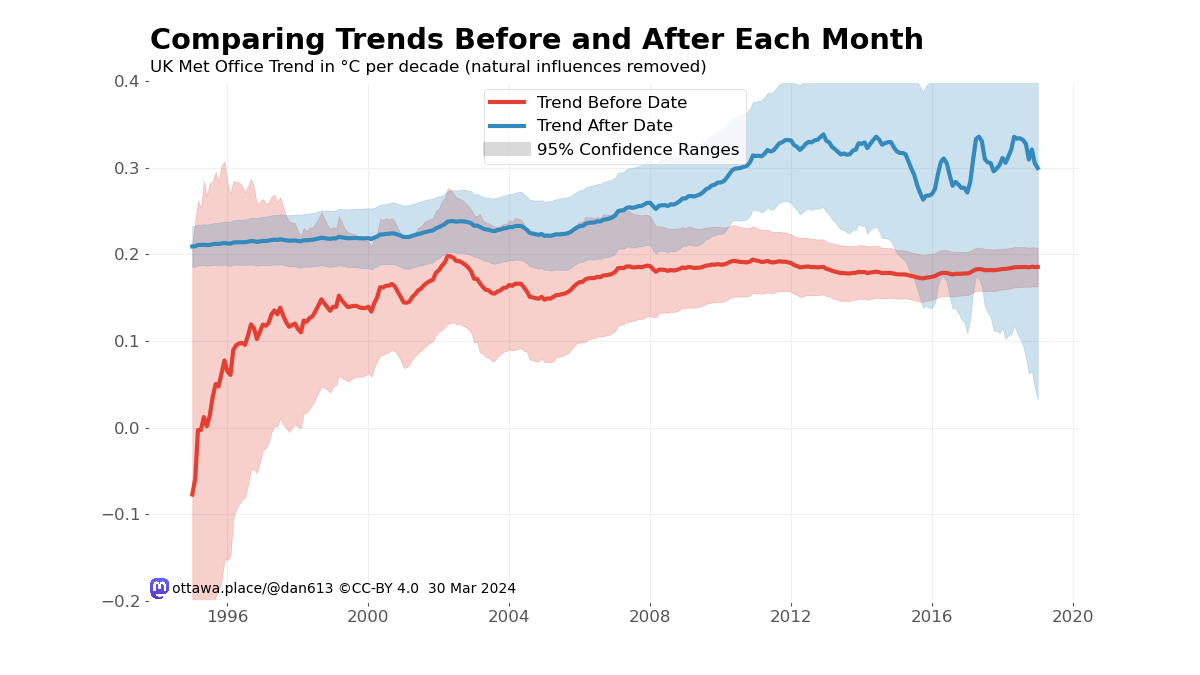 Comparing Trends Before and After Each Month
UK Met Office Trend in °C per decade (natural influences removed)
0.4
0.3
0.2
0.1
0.0
−0.1
−0.2
Trend Before Date
Trend After Date
95% Confidence Ranges
ottawa.place/@dan613 ©CC-BY 4.0 30 Mar 2024
1996
2000
2004
2008
2012
2016
2020